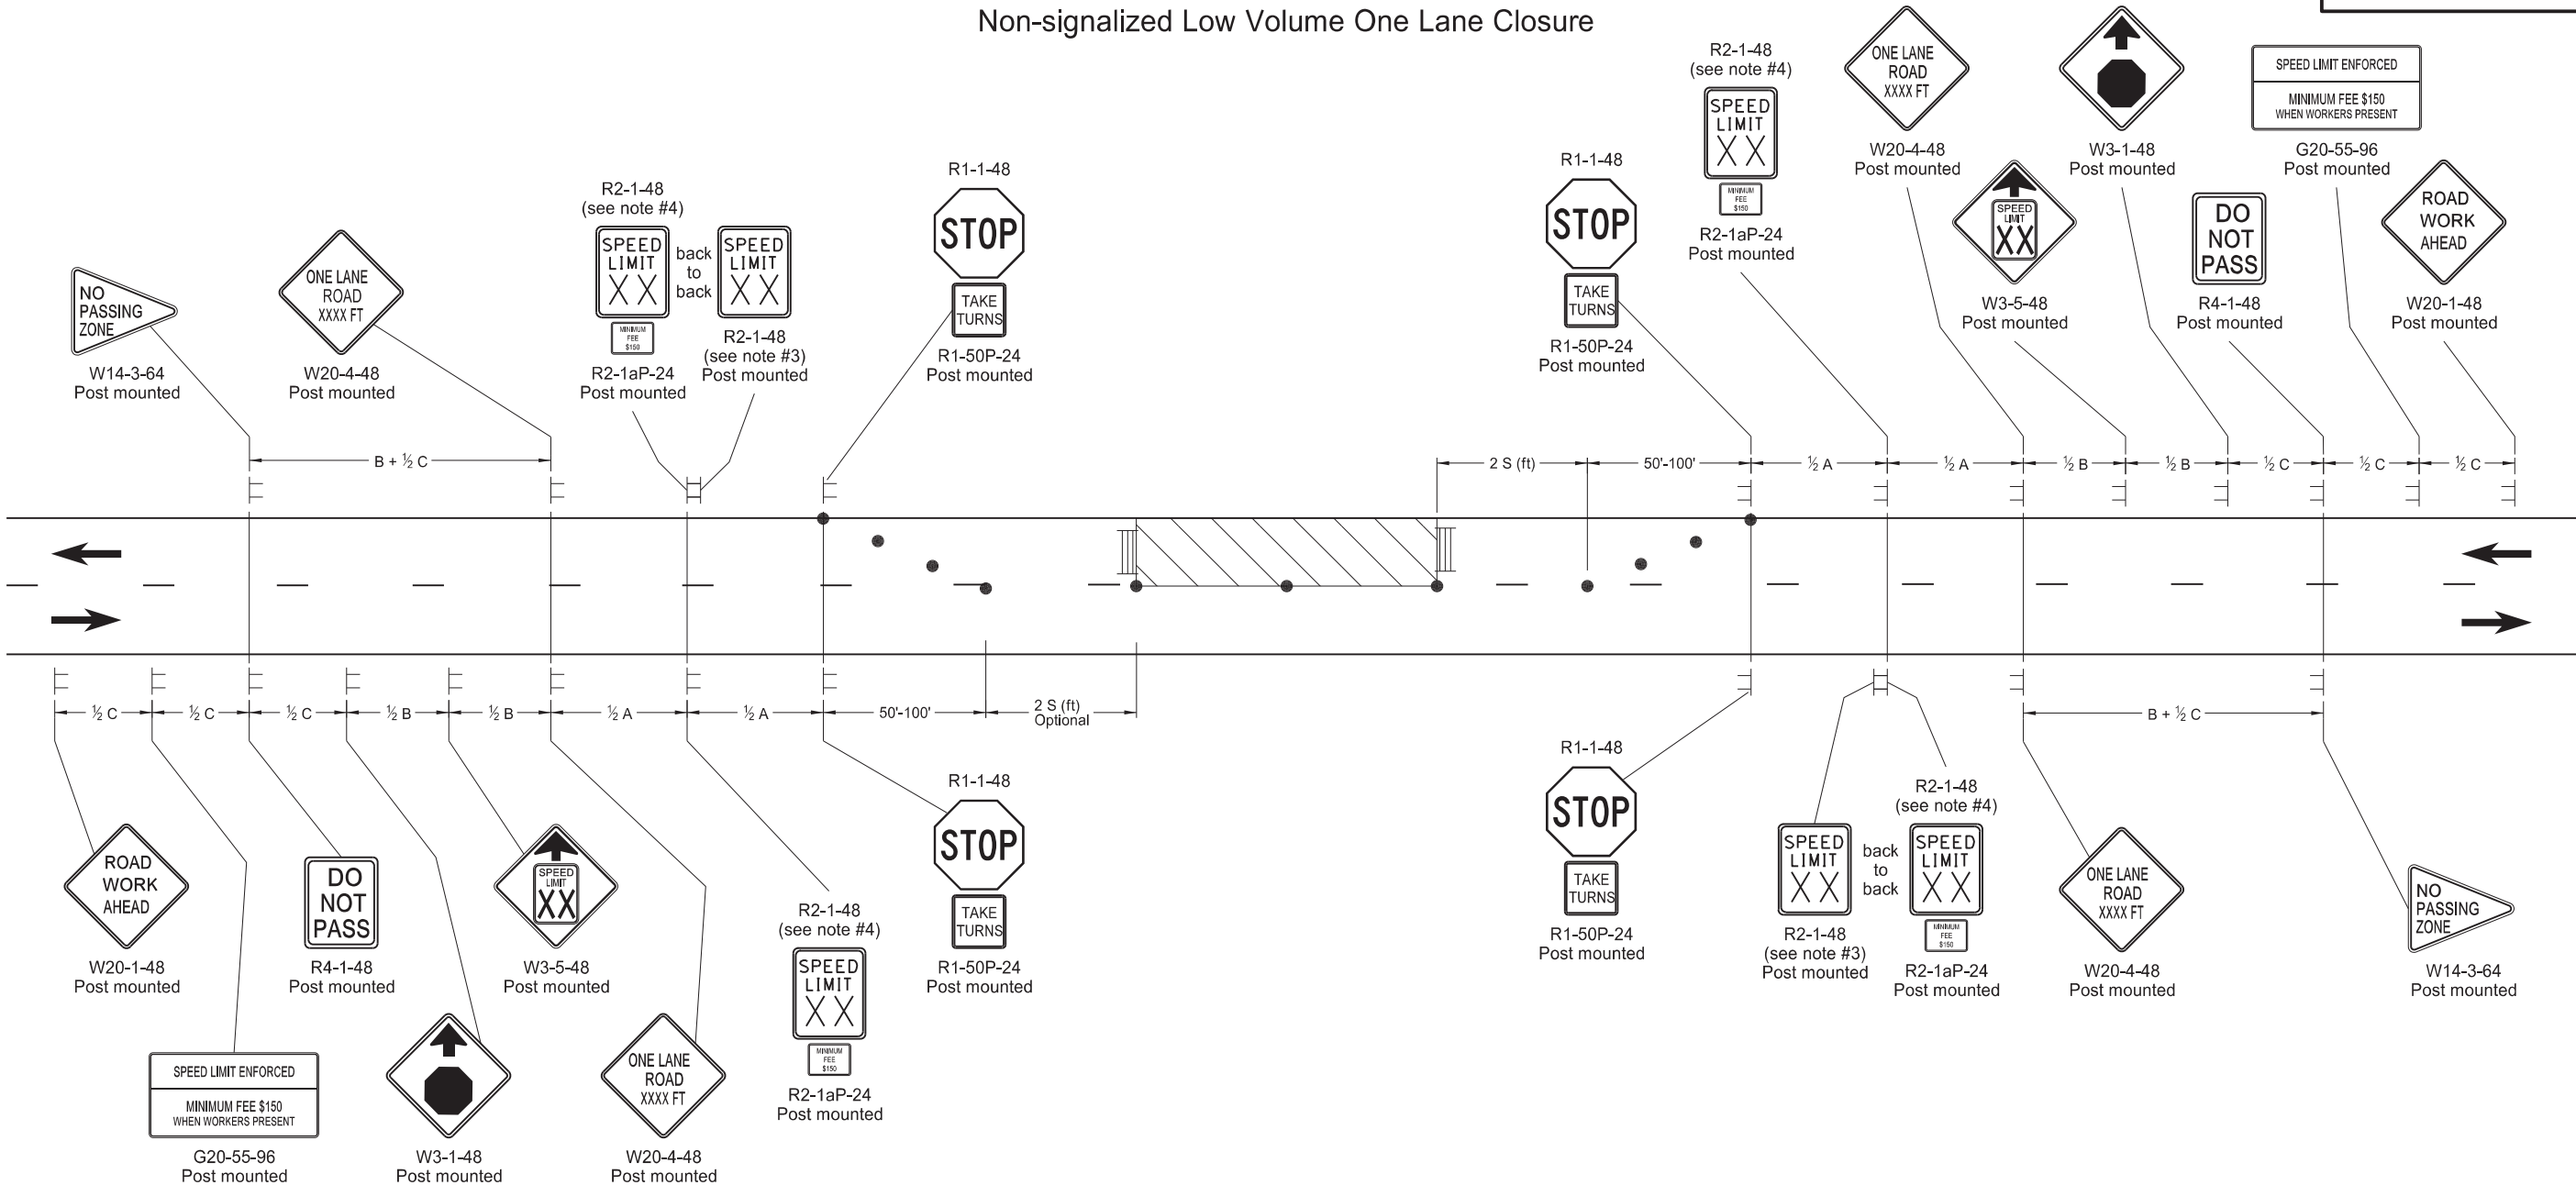 Non-signalized Low Volume One Lane Closure
NO
PASSING
ZONE
W14-3-64
Post mounted
ONE LANE
ROAD
XXXX FT
W20-4-48
Post mounted
R2-1-48
(see note #4)
SPEED
LIMIT
XX
MINIMUM
FEE
$150
R2-1aP-24
Post mounted
back
to
back
SPEED
LIMIT
XX
R2-1-48
(see note #3)
Post mounted
R1-1-48
STOP
TAKE
TURNS
R1-50P-24
Post mounted
R1-1-48
STOP
TAKE
TURNS
R1-50P-24
Post mounted
R2-1-48
(see note #4)
SPEED
LIMIT
XX
MINIMUM
FEE
$150
R2-1aP-24
Post mounted
ONE LANE
ROAD
XXXX FT
W20-4-48
Post mounted
SPEED
LIMIT
XX
W3-5-48
Post mounted
W3-1-48
Post mounted
DO
NOT
PASS
R4-1-48
Post mounted
SPEED LIMIT ENFORCED
MINIMUM FEE $150
WHEN WORKERS PRESENT
G20-55-96
Post mounted
ROAD
WORK
AHEAD
W20-1-48
Post mounted
B + ½ C
2 S (ft)
50'-100'
½ A
½ A
½ B
½ B
½ C
½ C
½ C
½ C
½ C
½ C
½ B
½ B
½ A
½ A
50'-100'
2 S (ft)
Optional
B + ½ C
ROAD
WORK
AHEAD
W20-1-48
Post mounted
SPEED LIMIT ENFORCED
MINIMUM FEE $150
WHEN WORKERS PRESENT
G20-55-96
Post mounted
DO
NOT
PASS
R4-1-48
Post mounted
W3-1-48
Post mounted
SPEED
LIMIT
XX
W3-5-48
Post mounted
ONE LANE
ROAD
XXXX FT
W20-4-48
Post mounted
R2-1-48
(see note #4)
SPEED
LIMIT
XX
MINIMUM
FEE
$150
R2-1aP-24
Post mounted
R1-1-48
STOP
TAKE
TURNS
R1-50P-24
Post mounted
R1-1-48
STOP
TAKE
TURNS
R1-50P-24
Post mounted
SPEED
LIMIT
XX
R2-1-48
(see note #3)
Post mounted
back
to
back
R2-1-48
(see note #4)
SPEED
LIMIT
XX
MINIMUM
FEE
$150
R2-1aP-24
Post mounted
ONE LANE
ROAD
XXXX FT
W20-4-48
Post mounted
NO
PASSING
ZONE
W14-3-64
Post mounted